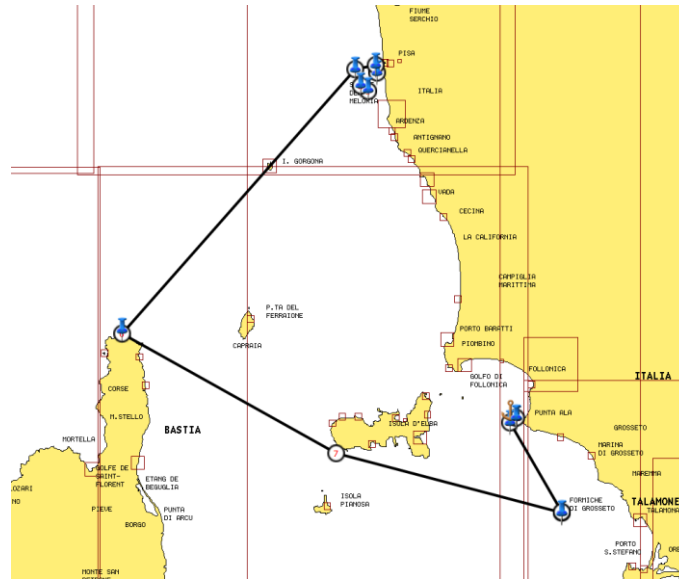 FIUME
SERCHIO
PISA
ITALIA
MELORIA
ARDENZA
ANTIGNANO
QUERCIANELLA
I. GORGONA
VADA
CECINA
LA CALIFORNIA
CAMPIGLIA
MARITTIMA
P.TA DEL
FERRAIONE
CAPRAIA
PORTO BARATTI
PIOMBINO
GOLFO DI
FOLLONICA
FOLLONICA
ITALIA
CORSE
M.STELLO
BASTIA
ISOLA D'ELBA
PUNTA ALA
GROSSETO
MARINA
DI GROSSETO
MORTELLA
GOLFE DE
SAINT-
FLORENT
7
MAREMMA
ETANG DE
BEGUGLIA
ISOLA
PIANOSA
FORMICHE
DI GROSSETO
TALAMONE
TALAMONA
PIEVE
PUNTA
DI ARCU
BORGO
PORTO
S.STEFANO
MONTE SAN